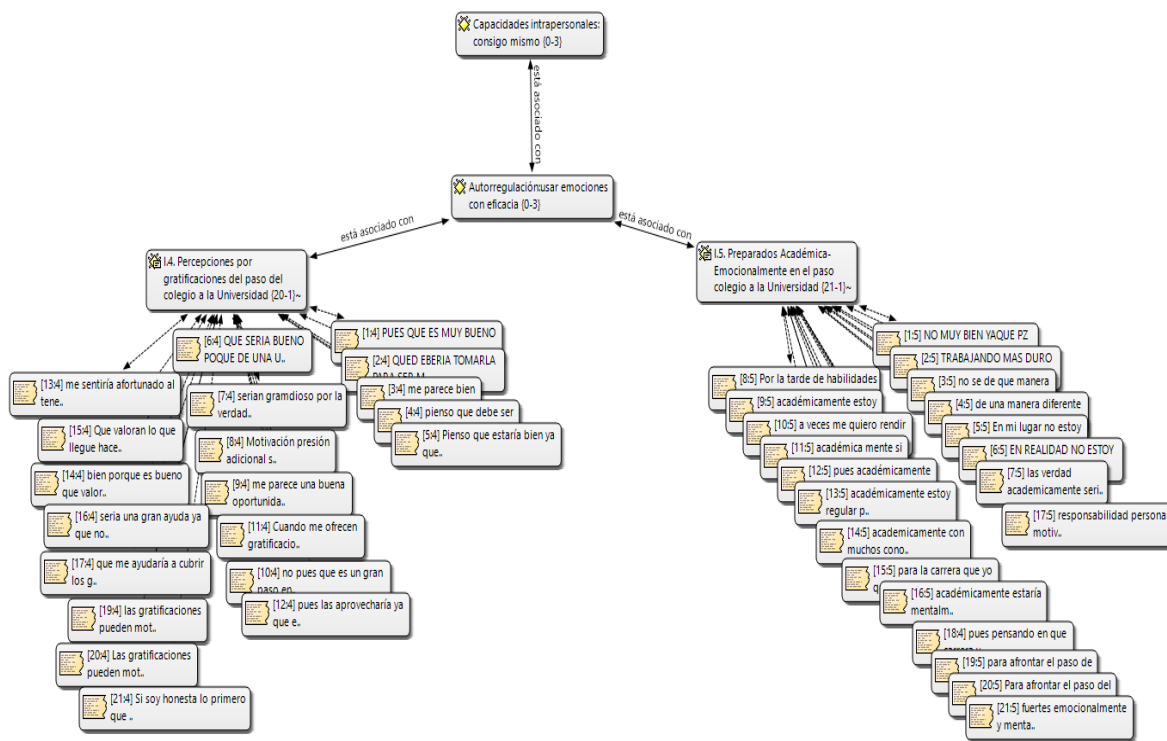 Capacidades intrapersonales:
consigo mismo {0-3}
está asociado con
Autorregulación:usar emociones
con eficacia {0-3}
está asociado con
está asociado con
I.4. Percepciones por
gratificaciones del paso del
colegio a la Universidad {20-1}~
I.5. Preparados Académica-
Emocionalmente en el paso
colegio a la Universidad {21-1}~
[6:4] QUE SERIA BUENO
POQUE DE UNA U..
[1:4] PUES QUE ES MUY BUENO
[2:4] QUED EBERIA TOMARLA
PARA SER M
[3:4] me parece bien
[4:4] pienso que debe ser
[5:4] Pienso que estaría bien ya
que..
[13:4] me sentiría afortunado al
tene..
[15:4] Que valoran lo que
llegue hace..
[14:4] bien porque es bueno
que valor..
[16:4] seria una gran ayuda ya
que no..
[17:4] que me ayudaría a cubrir
los g..
[19:4] las gratificaciones
pueden mot..
[20:4] Las gratificaciones
pueden mot..
[21:4] Si soy honesta lo primero
que ..
[7:4] serian gramdioso por la
verdad..
[8:4] Motivación presión
adicional s..
[9:4] me parece una buena
oportunida..
[11:4] Cuando me ofrecen
gratificacio..
[10:4] no pues que es un gran
paso en..
[12:4] pues las aprovecharía ya
que e..
[8:5] Por la tarde de habilidades
[9:5] académicamente estoy
[10:5] a veces me quiero rendir
[11:5] académica mente si
[12:5] pues académicamente
[13:5] académicamente estoy
regular p..
[14:5] academicamente con
muchos cono..
[15:5] para la carrera que yo
[16:5] académicamente estaría
mentalm..
[18:4] pues pensando en que
[19:5] para afrontar el paso de
[20:5] Para afrontar el paso del
[21:5] fuertes emocionalmente
y menta..
[1:5] NO MUY BIEN YAQUE PZ
[2:5] TRABAJANDO MAS DURO
[3:5] no se de que manera
[4:5] de una manera diferente
[5:5] En mi lugar no estoy
[6:5] EN REALIDAD NO ESTOY
[7:5] las verdad
academicamente seri..
[17:5] responsabilidad persona
motiv..